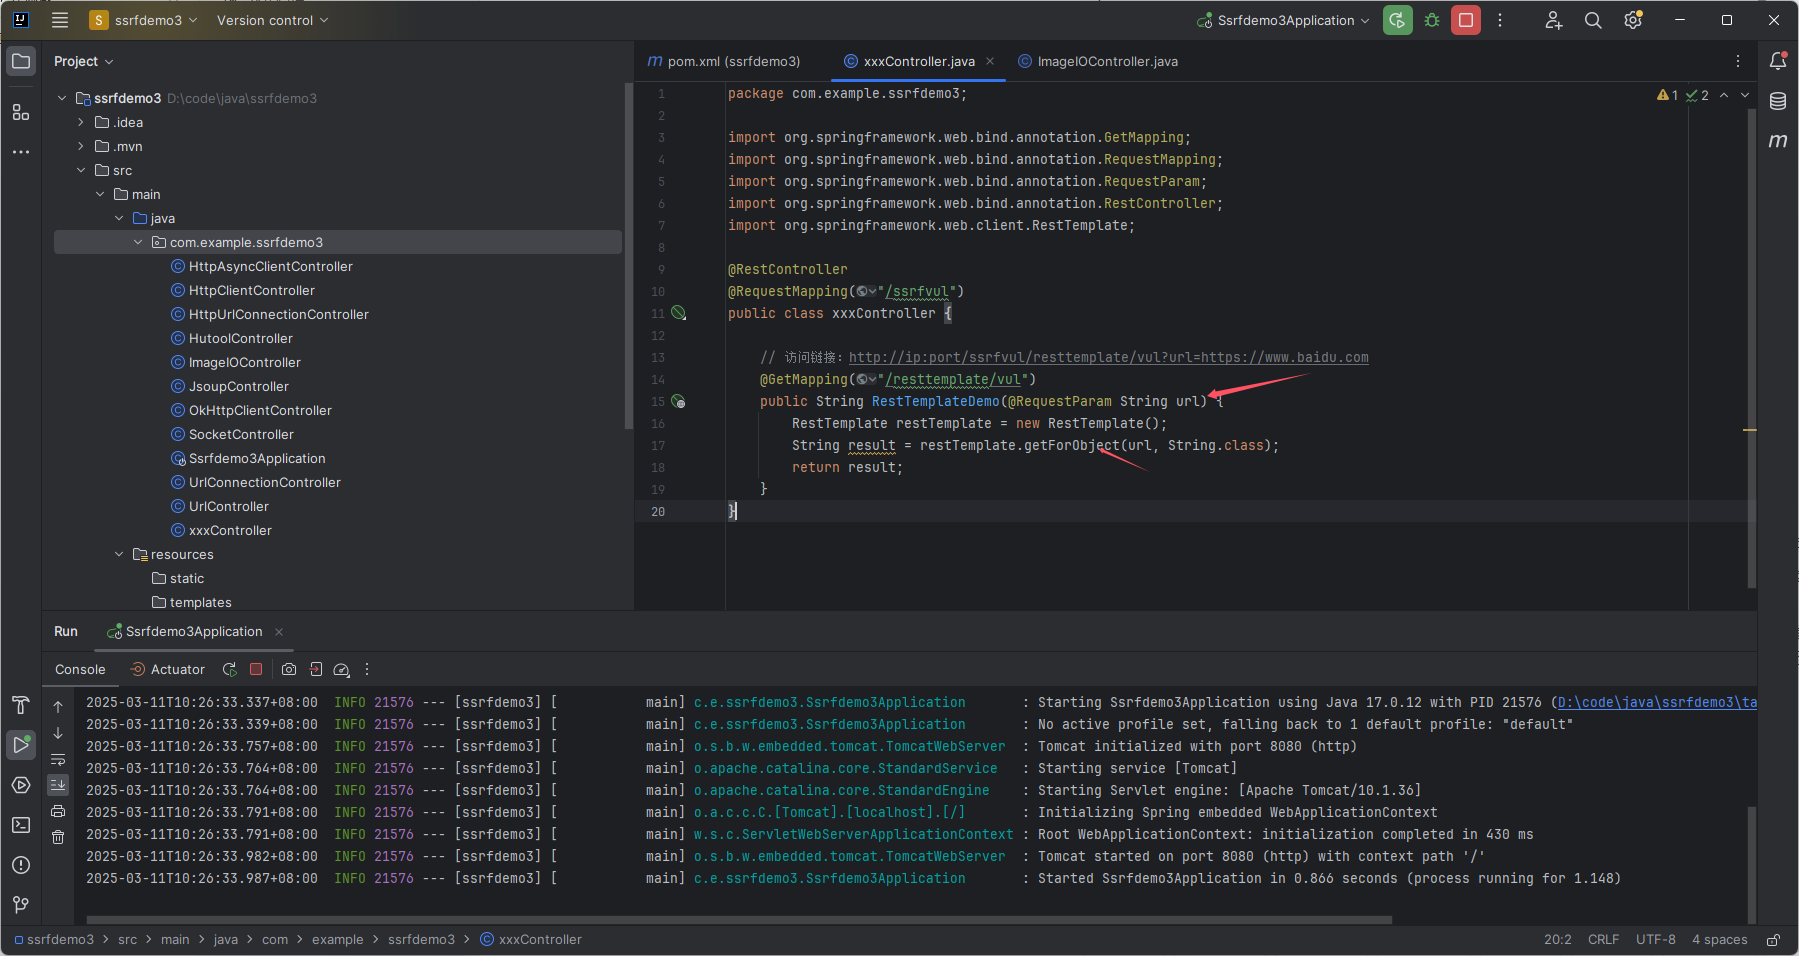 S ssrfdemo3 Version control Ssrfdemo3Application
Project
pom.xml (ssrfdemo3) xxxController.java ImageIOController.java
ssrfdemo3 D:\code\java\ssrfdemo3
.idea
.mvn
src
main
java
com.example.ssrfdemo3
HttpAsyncClientController
HttpClientController
HttpUrlConnectionController
HutoolController
ImageIOController
JsoupController
OkHttpClientController
SocketController
Ssrfdemo3Application
UrlConnectionController
UrlController
xxxController
resources
static
templates
1 package com.example.ssrfdemo3;
1 2
2
3 import org.springframework.web.bind.annotation.GetMapping;
4 import org.springframework.web.bind.annotation.RequestMapping;
5 import org.springframework.web.bind.annotation.RequestParam;
6 import org.springframework.web.bind.annotation.RestController;
7 import org.springframework.web.client.RestTemplate;
8
9 @RestController
10 @RequestMapping("/ssrfvul")
11 public class xxxController {
12
13 // 访问链接：http://ip:port/ssrfvul/resttemplate/vul?url=https://www.baidu.com
14 @GetMapping("/resttemplate/vul")
15 public String RestTemplateDemo(@RequestParam String url) {
16 RestTemplate restTemplate = new RestTemplate();
17 String result = restTemplate.getForObject(url, String.class);
18 return result;
19 }
20 }
Run Ssrfdemo3Application
Console Actuator
2025-03-11T10:26:33.337+08:00 INFO 21576 --- [ssrfdemo3] [ main] c.e.ssrfdemo3.Ssrfdemo3Application : Starting Ssrfdemo3Application using Java 17.0.12 with PID 21576 (D:\code\java\ssrfdemo3\ta
2025-03-11T10:26:33.339+08:00 INFO 21576 --- [ssrfdemo3] [ main] c.e.ssrfdemo3.Ssrfdemo3Application : No active profile set, falling back to 1 default profile: "default"
2025-03-11T10:26:33.757+08:00 INFO 21576 --- [ssrfdemo3] [ main] o.s.b.w.embedded.tomcat.TomcatWebServer : Tomcat initialized with port 8080 (http)
2025-03-11T10:26:33.764+08:00 INFO 21576 --- [ssrfdemo3] [ main] o.apache.catalina.core.StandardService : Starting service [Tomcat]
2025-03-11T10:26:33.764+08:00 INFO 21576 --- [ssrfdemo3] [ main] o.apache.catalina.core.StandardEngine : Starting Servlet engine: [Apache Tomcat/10.1.36]
2025-03-11T10:26:33.791+08:00 INFO 21576 --- [ssrfdemo3] [ main] o.a.c.c.C.[Tomcat].[localhost].[/] : Initializing Spring embedded WebApplicationContext
2025-03-11T10:26:33.791+08:00 INFO 21576 --- [ssrfdemo3] [ main] w.s.c.ServletWebServerApplicationContext : Root WebApplicationContext: initialization completed in 430 ms
2025-03-11T10:26:33.982+08:00 INFO 21576 --- [ssrfdemo3] [ main] o.s.b.w.embedded.tomcat.TomcatWebServer : Tomcat started on port 8080 (http) with context path '/'
2025-03-11T10:26:33.987+08:00 INFO 21576 --- [ssrfdemo3] [ main] c.e.ssrfdemo3.Ssrfdemo3Application : Started Ssrfdemo3Application in 0.866 seconds (process running for 1.148)
ssrfdemo3 > src > main > java > com > example > ssrfdemo3 > xxxController 20:2 CRLF UTF-8 4 spaces